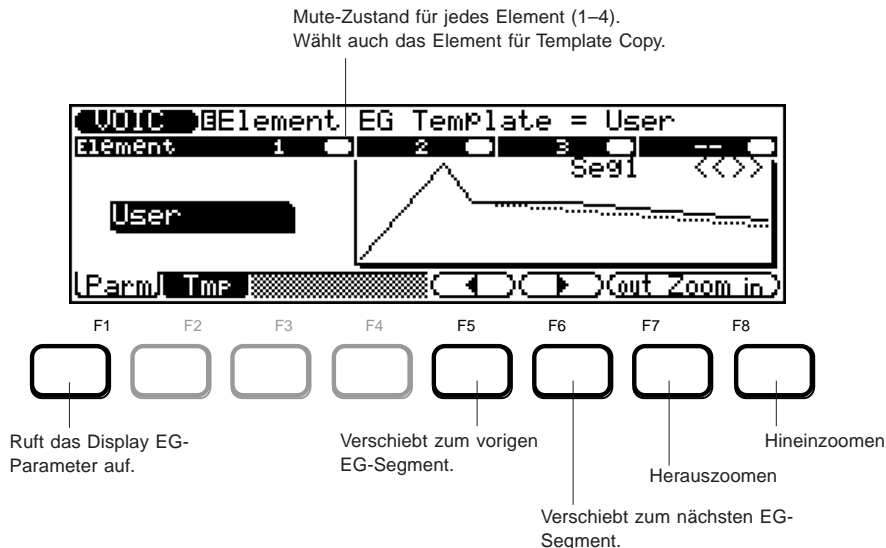 Mute-Zustand für jedes Element (1–4).
Wählt auch das Element für Template Copy.
VOIC EElement EG Template = User
Element 1 2 3 --
Seg1 <<>>
User
Parm Tmp ◀ ▶ out Zoom in
F1 F2 F3 F4 F5 F6 F7 F8
Ruft das Display EG-
Parameter auf.
Verschiebt zum vorigen
EG-Segment.
Hineinzoomen
Herauszoomen
Verschiebt zum nächsten EG-
Segment.